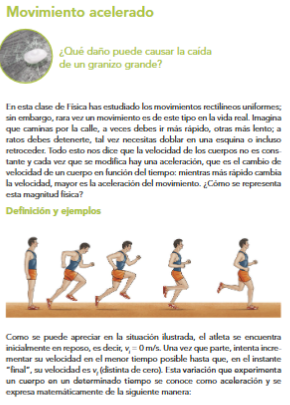 Movimiento acelerado
¿Qué daño puede causar la caída
de un granizo grande?
En esta clase de Física has estudiado los movimientos rectilíneos uniformes;
sin embargo, rara vez un movimiento es de este tipo en la vida real. Imagina
que caminas por la calle, a veces debes ir más rápido, otras más lento; a
ratos debes detenerte, tal vez necesitas doblar en una esquina o incluso
retroceder. Todo esto nos dice que la velocidad de los cuerpos no es cons-
tante y cada vez que se modifica hay una aceleración, que es el cambio de
velocidad de un cuerpo en función del tiempo: mientras más rápido cambia
la velocidad, mayor es la aceleración del movimiento. ¿Cómo se representa
esta magnitud física?
Definición y ejemplos
Como se puede apreciar en la situación ilustrada, el atleta se encuentra
inicialmente en reposo, es decir, vᵢ = 0 m/s. Una vez que parte, intenta incre-
mentar su velocidad en el menor tiempo posible hasta que, en el instante
"final", su velocidad es vf (distinta de cero). Esta variación que experimenta
un cuerpo en un determinado tiempo se conoce como aceleración y se
expresa matemáticamente de la siguiente manera: